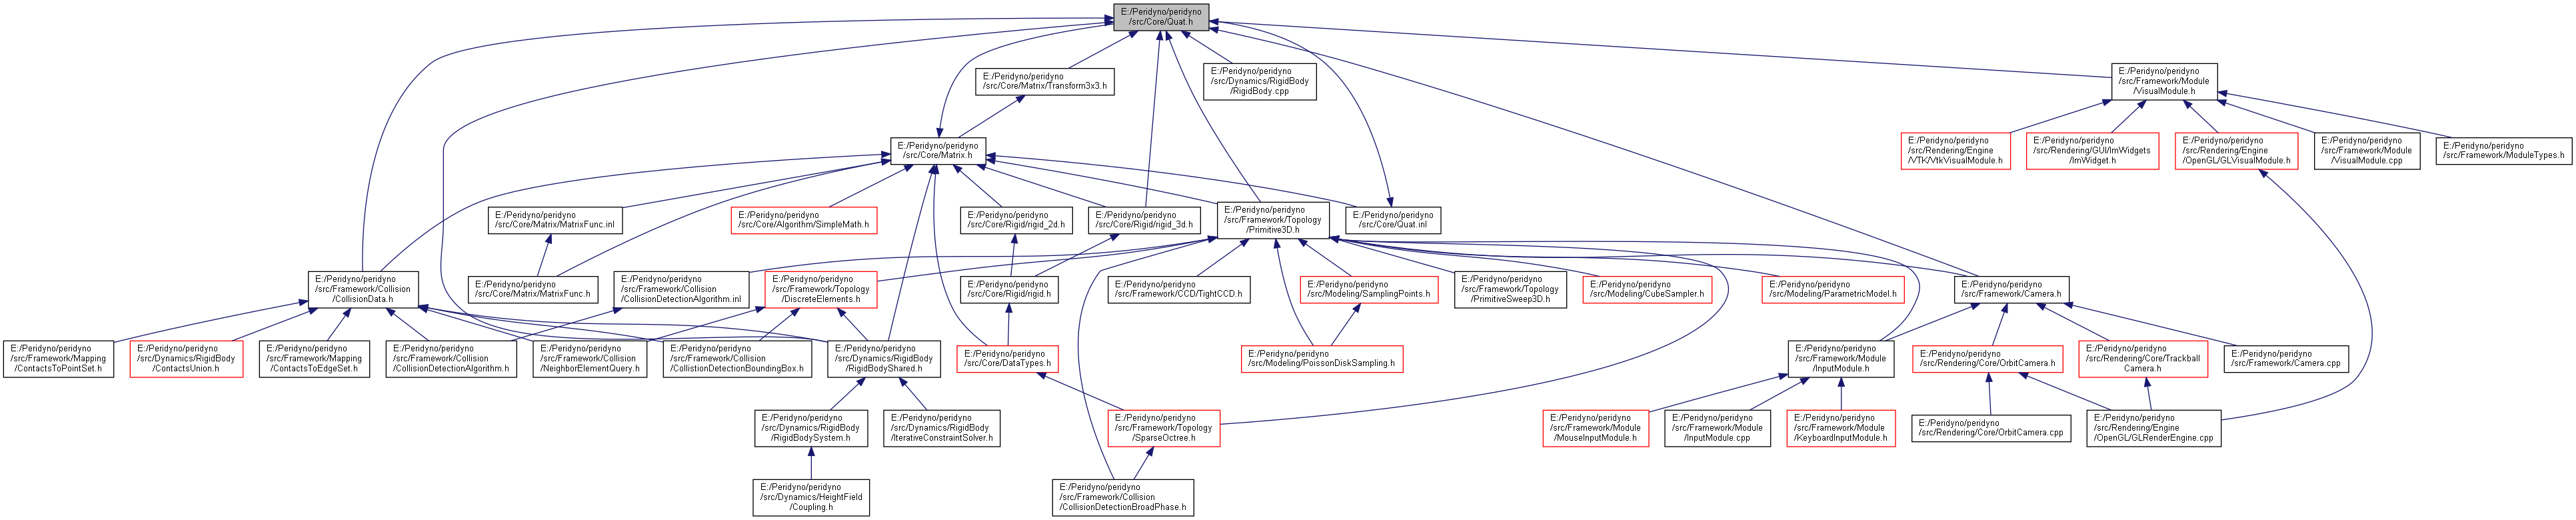 E:/Peridyno/peridyno
/src/Core/Quat.h
E:/Peridyno/peridyno
/src/Core/Matrix/Transform3x3.h
E:/Peridyno/peridyno
/src/Dynamics/RigidBody
/RigidBody.cpp
E:/Peridyno/peridyno
/src/Framework/Module
/VisualModule.h
E:/Peridyno/peridyno
/src/Core/Matrix.h
E:/Peridyno/peridyno
/src/Rendering/Engine
/VTK/VtkVisualModule.h
E:/Peridyno/peridyno
/src/Rendering/GUI/ImWidgets
/ImWidget.h
E:/Peridyno/peridyno
/src/Rendering/Engine
/OpenGL/GLVisualModule.h
E:/Peridyno/peridyno
/src/Framework/Module
/VisualModule.cpp
E:/Peridyno/peridyno
/src/Framework/ModuleTypes.h
E:/Peridyno/peridyno
/src/Core/Matrix/MatrixFunc.inl
E:/Peridyno/peridyno
/src/Core/Algorithm/SimpleMath.h
E:/Peridyno/peridyno
/src/Core/Rigid/rigid_2d.h
E:/Peridyno/peridyno
/src/Core/Rigid/rigid_3d.h
E:/Peridyno/peridyno
/src/Framework/Topology
/Primitive3D.h
E:/Peridyno/peridyno
/src/Core/Quat.inl
E:/Peridyno/peridyno
/src/Framework/Collision
/CollisionData.h
E:/Peridyno/peridyno
/src/Core/Matrix/MatrixFunc.h
E:/Peridyno/peridyno
/src/Framework/Collision
/CollisionDetectionAlgorithm.inl
E:/Peridyno/peridyno
/src/Framework/Topology
/DiscreteElements.h
E:/Peridyno/peridyno
/src/Core/Rigid/rigid.h
E:/Peridyno/peridyno
/src/Framework/CCD/TightCCD.h
E:/Peridyno/peridyno
/src/Modeling/SamplingPoints.h
E:/Peridyno/peridyno
/src/Framework/Topology
/PrimitiveSweep3D.h
E:/Peridyno/peridyno
/src/Modeling/CubeSampler.h
E:/Peridyno/peridyno
/src/Modeling/ParametricModel.h
E:/Peridyno/peridyno
/src/Framework/Camera.h
E:/Peridyno/peridyno
/src/Framework/Mapping
/ContactsToPointSet.h
E:/Peridyno/peridyno
/src/Dynamics/RigidBody
/ContactsUnion.h
E:/Peridyno/peridyno
/src/Framework/Mapping
/ContactsToEdgeSet.h
E:/Peridyno/peridyno
/src/Framework/Collision
/CollisionDetectionAlgorithm.h
E:/Peridyno/peridyno
/src/Framework/Collision
/NeighborElementQuery.h
E:/Peridyno/peridyno
/src/Framework/Collision
/CollistionDetectionBoundingBox.h
E:/Peridyno/peridyno
/src/Dynamics/RigidBody
/RigidBodyShared.h
E:/Peridyno/peridyno
/src/Core/DataTypes.h
E:/Peridyno/peridyno
/src/Modeling/PoissonDiskSampling.h
E:/Peridyno/peridyno
/src/Framework/Module
/InputModule.h
E:/Peridyno/peridyno
/src/Rendering/Core/OrbitCamera.h
E:/Peridyno/peridyno
/src/Rendering/Core/Trackball
Camera.h
E:/Peridyno/peridyno
/src/Framework/Camera.cpp
E:/Peridyno/peridyno
/src/Dynamics/RigidBody
/RigidBodySystem.h
E:/Peridyno/peridyno
/src/Dynamics/RigidBody
/IterativeConstraintSolver.h
E:/Peridyno/peridyno
/src/Framework/Topology
/SparseOctree.h
E:/Peridyno/peridyno
/src/Framework/Module
/MouseInputModule.h
E:/Peridyno/peridyno
/src/Framework/Module
/InputModule.cpp
E:/Peridyno/peridyno
/src/Framework/Module
/KeyboardInputModule.h
E:/Peridyno/peridyno
/src/Rendering/Core/OrbitCamera.cpp
E:/Peridyno/peridyno
/src/Rendering/Engine
/OpenGL/GLRenderEngine.cpp
E:/Peridyno/peridyno
/src/Dynamics/HeightField
/Coupling.h
E:/Peridyno/peridyno
/src/Framework/Collision
/CollisionDetectionBroadPhase.h